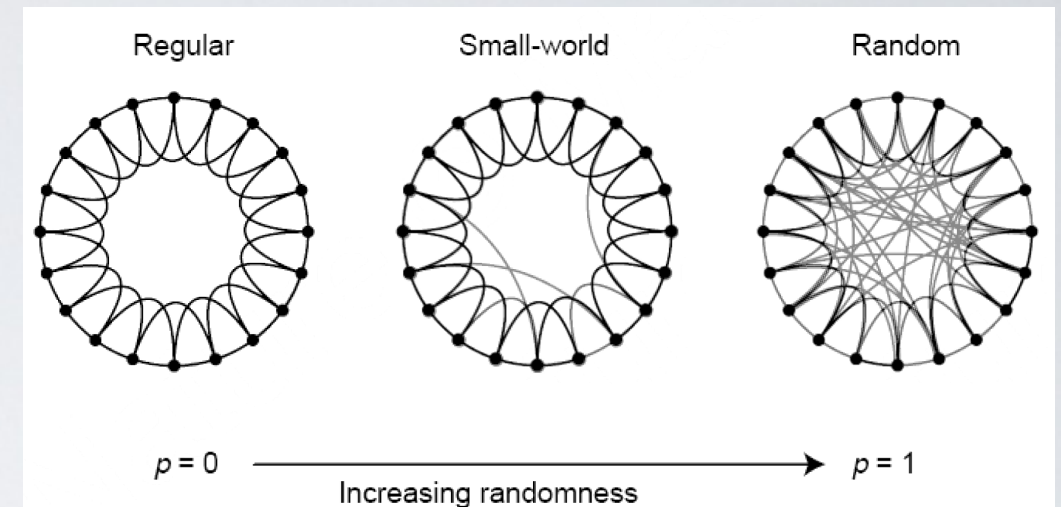 Regular Small-world Random
p = 0 p = 1
Increasing randomness